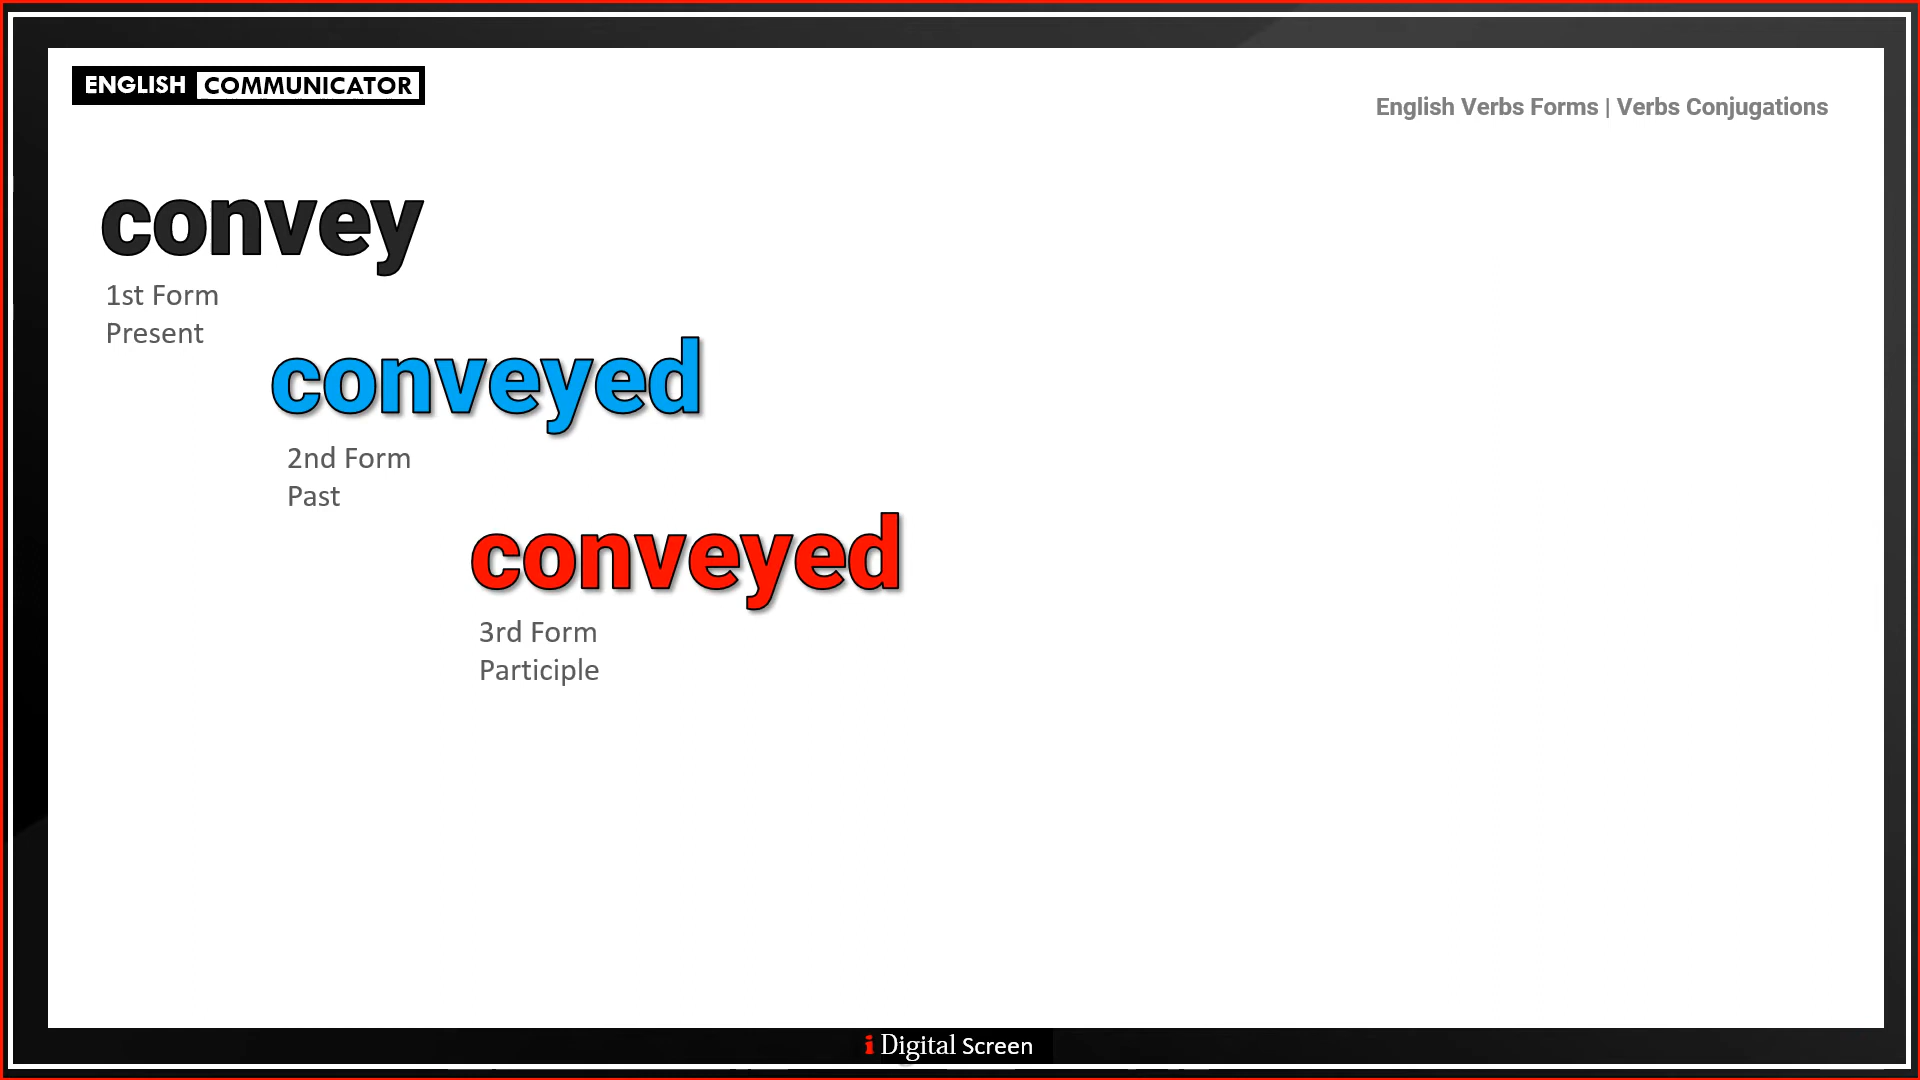 ENGLISH COMMUNICATOR
English Verbs Forms | Verbs Conjugations
convey
1st Form
Present
conveyed
2nd Form
Past
conveyed
3rd Form
Participle
i Digital Screen